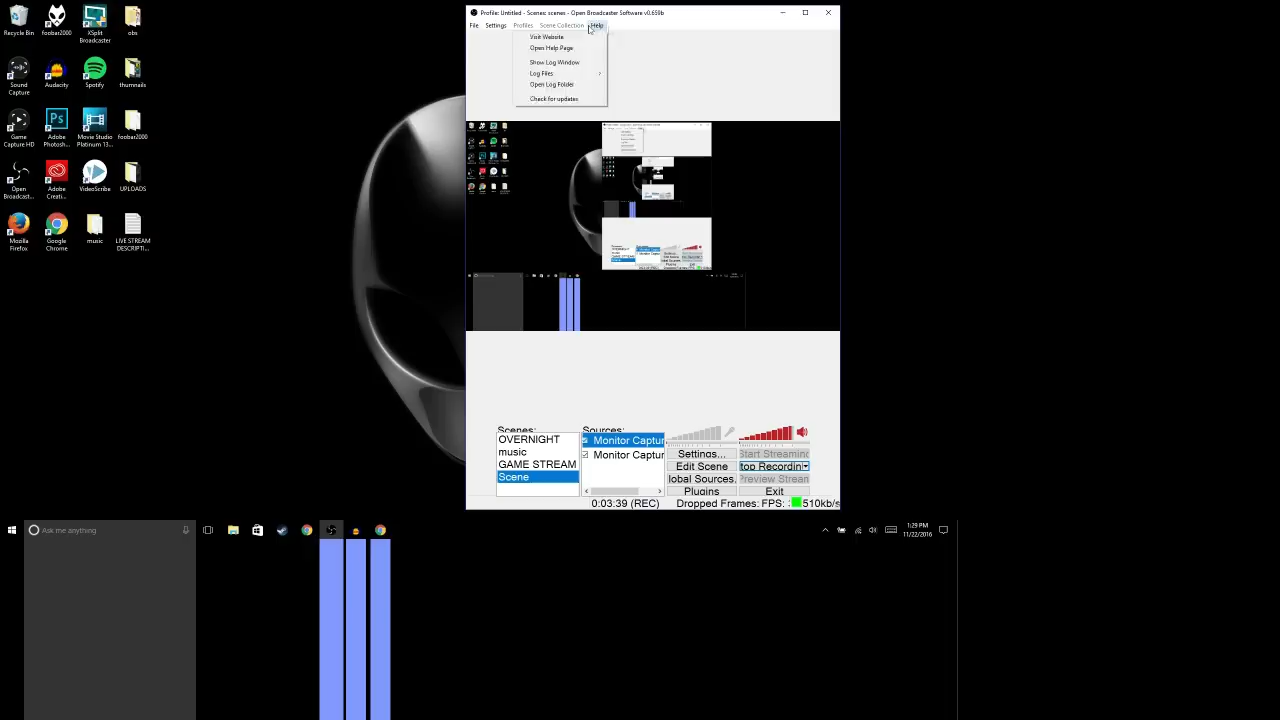 Profile: Untitled - Scenes: scenes - Open Broadcaster Software v0.659b
File Settings Profiles Scene Collection Help
Visit Website
Open Help Page
Show Log Window
Log Files
Open Log Folder
Check for updates
Recycle Bin
foobar2000
XSplit Broadcaster
obs
Sound Capture
Audacity
Spotify
thumnails
Game Capture HD
Adobe Photosh...
Movie Studio Platinum 13...
foobar2000
Open Broadcast...
Adobe Creati...
VideoScribe
UPLOADS
Mozilla Firefox
Google Chrome
music
LIVE STREAM DESCRIPTI...
Scenes:
OVERNIGHT
music
GAME STREAM
Scene
Sources:
Monitor Captur
Monitor Captur
Settings...
Edit Scene
lobal Sources.
Plugins
Start Streaming
top Recordin
Preview Stream
Exit
0:03:39 (REC)
Dropped Frames: FPS:
510kb/s
Ask me anything
1:29 PM
11/22/2016